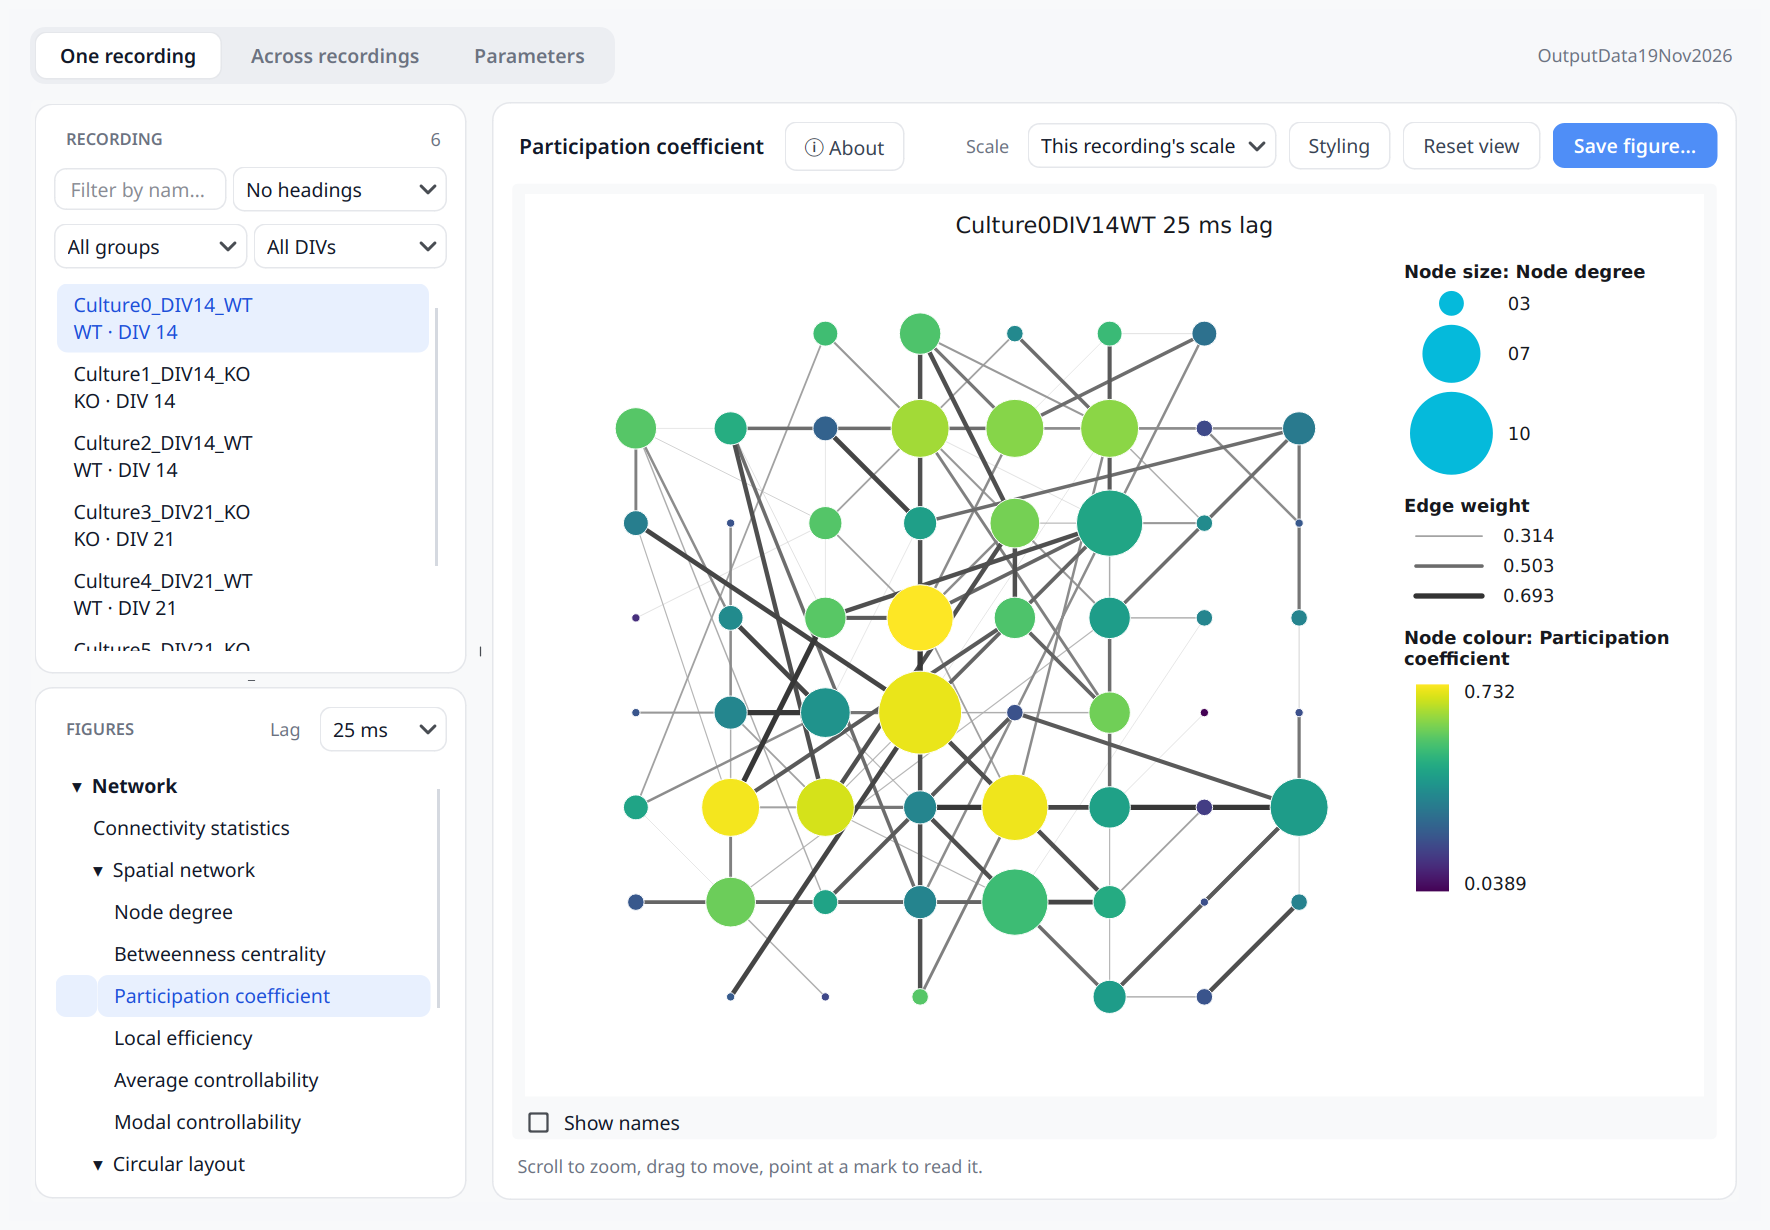 One recording
Across recordings
Parameters
OutputData19Nov2026
RECORDING
6
Filter by nam...
No headings
All groups
All DIVs
Culture0_DIV14_WT
WT · DIV 14
Culture1_DIV14_KO
KO · DIV 14
Culture2_DIV14_WT
WT · DIV 14
Culture3_DIV21_KO
KO · DIV 21
Culture4_DIV21_WT
WT · DIV 21
Culture5_DIV21_KO
FIGURES
Lag
25 ms
▼ Network
Connectivity statistics
▼ Spatial network
Node degree
Betweenness centrality
Participation coefficient
Local efficiency
Average controllability
Modal controllability
▼ Circular layout
Participation coefficient
ⓘ About
Scale
This recording's scale
Styling
Reset view
Save figure...
Culture0DIV14WT 25 ms lag
Node size: Node degree
03
07
10
Edge weight
0.314
0.503
0.693
Node colour: Participation
coefficient
0.732
0.0389
Show names
Scroll to zoom, drag to move, point at a mark to read it.